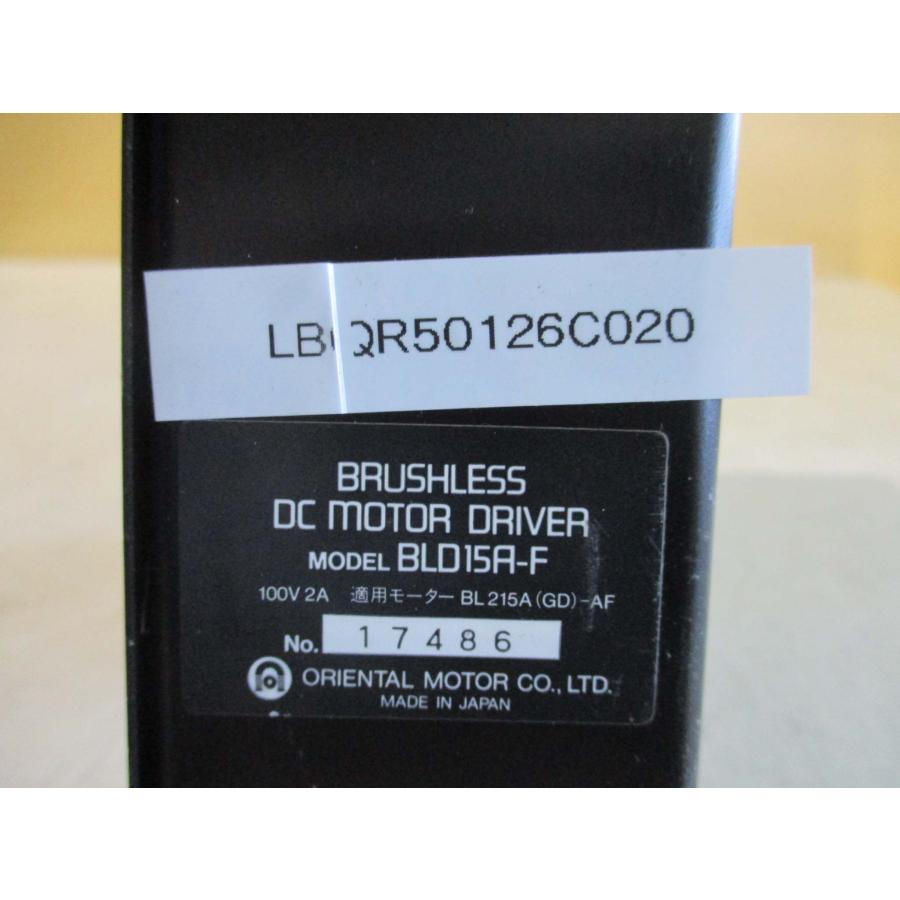 LBCQR50126C020
BRUSHLESS
DC MOTOR DRIVER
MODEL BLD15A-F
100V 2A 適用モーター BL215A(GD)-AF
No. 17486
ORIENTAL MOTOR CO., LTD.
MADE IN JAPAN